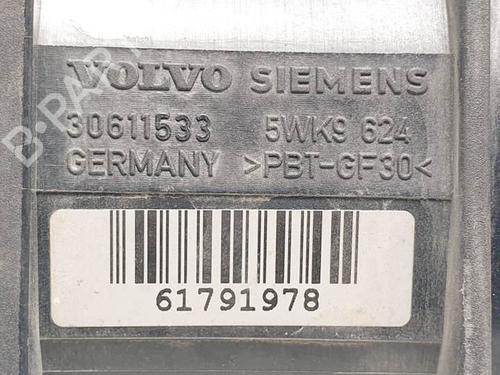 VOLVO SIEMENS
30611533 5WK9 624
GERMANY >PBT-GF30<
61791978